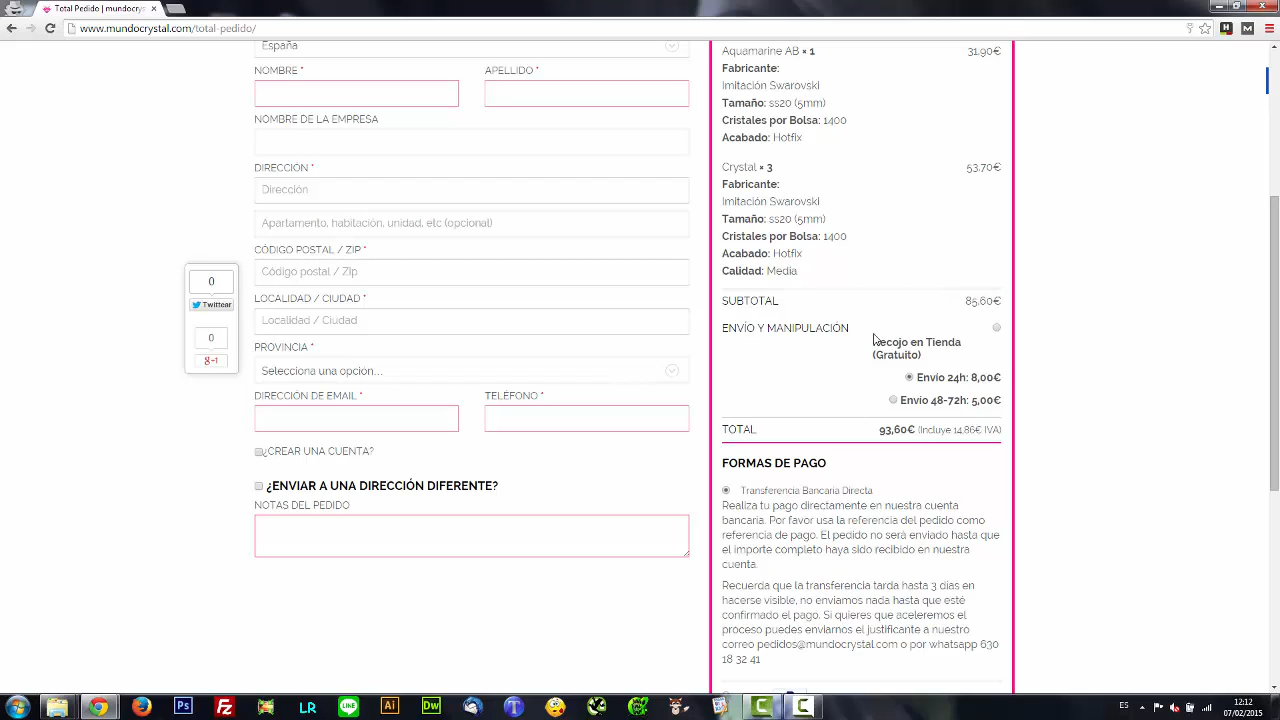 Total Pedido | mundocrys
www.mundocrystal.com/total-pedido/
España
NOMBRE *
APELLIDO *
NOMBRE DE LA EMPRESA
DIRECCIÓN *
Dirección
Apartamento, habitación, unidad, etc (opcional)
CÓDIGO POSTAL / ZIP *
Código postal / Zip
LOCALIDAD / CIUDAD *
Localidad / Ciudad
PROVINCIA *
Selecciona una opción…
DIRECCIÓN DE EMAIL *
TELÉFONO *
¿CREAR UNA CUENTA?
¿ENVIAR A UNA DIRECCIÓN DIFERENTE?
NOTAS DEL PEDIDO
0
Twittear
0
g+1
Aquamarine AB × 1 31,90€
Fabricante:
Imitación Swarovski
Tamaño: ss20 (5mm)
Cristales por Bolsa: 1400
Acabado: Hotfix
Crystal × 3 53,70€
Fabricante:
Imitación Swarovski
Tamaño: ss20 (5mm)
Cristales por Bolsa: 1400
Acabado: Hotfix
Calidad: Media
SUBTOTAL 85,60€
ENVÍO Y MANIPULACIÓN
Recojo en Tienda
(Gratuito)
Envío 24h: 8,00€
Envío 48-72h: 5,00€
TOTAL 93,60€ (Incluye 14,86€ IVA)
FORMAS DE PAGO
Transferencia Bancaria Directa
Realiza tu pago directamente en nuestra cuenta
bancaria. Por favor usa la referencia del pedido como
referencia de pago. El pedido no será enviado hasta que
el importe completo haya sido recibido en nuestra
cuenta.
Recuerda que la transferencia tarda hasta 3 dias en
hacerse visible, no enviamos nada hasta que esté
confirmado el pago. Si quieres que aceleremos el
proceso puedes enviarnos el justificante a nuestro
correo pedidos@mundocrystal.com o por whatsapp 630
18 32 41
Ps
Fz
LR
LINE
Ai
Dw
T
ES
12:12
07/02/2015